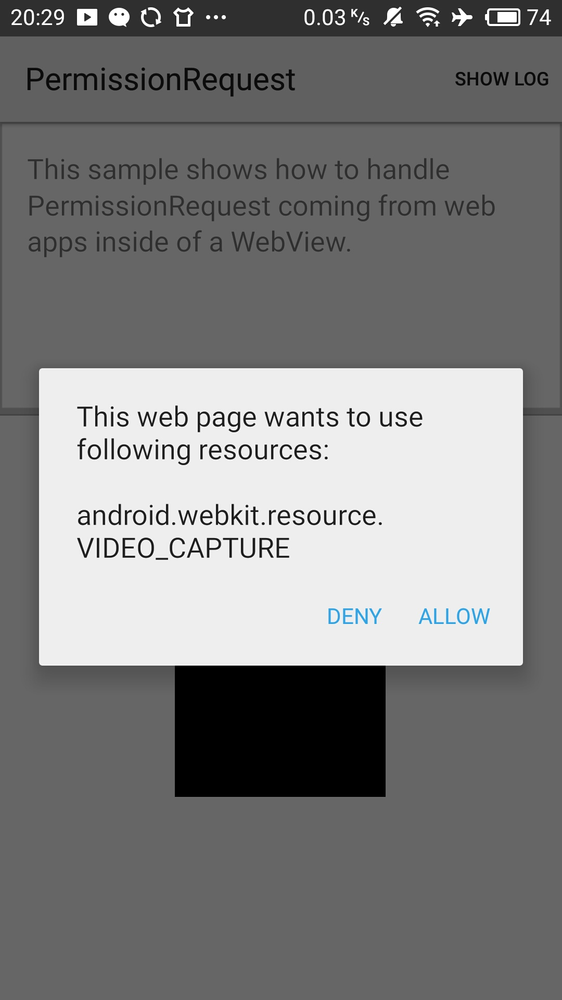 20:29 0.03 K/s 74
PermissionRequest SHOW LOG
This sample shows how to handle
PermissionRequest coming from web
apps inside of a WebView.
This web page wants to use
following resources:
android.webkit.resource.
VIDEO_CAPTURE
DENY ALLOW